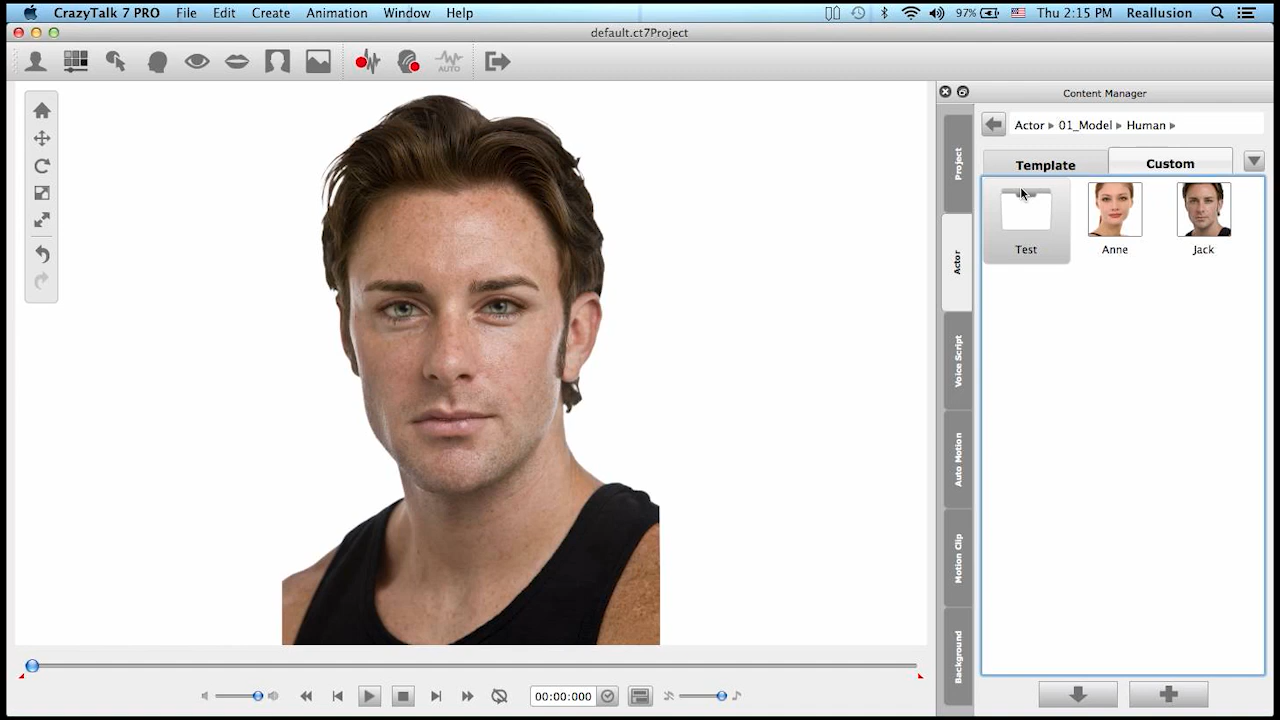 CrazyTalk 7 PRO File Edit Create Animation Window Help 97% Thu 2:15 PM Reallusion
default.ct7Project
AUTO
Content Manager
Actor 01_Model Human
Template Custom
Test Anne Jack
Project
Actor
Voice Script
Auto Motion
Motion Clip
Background
00:00:000